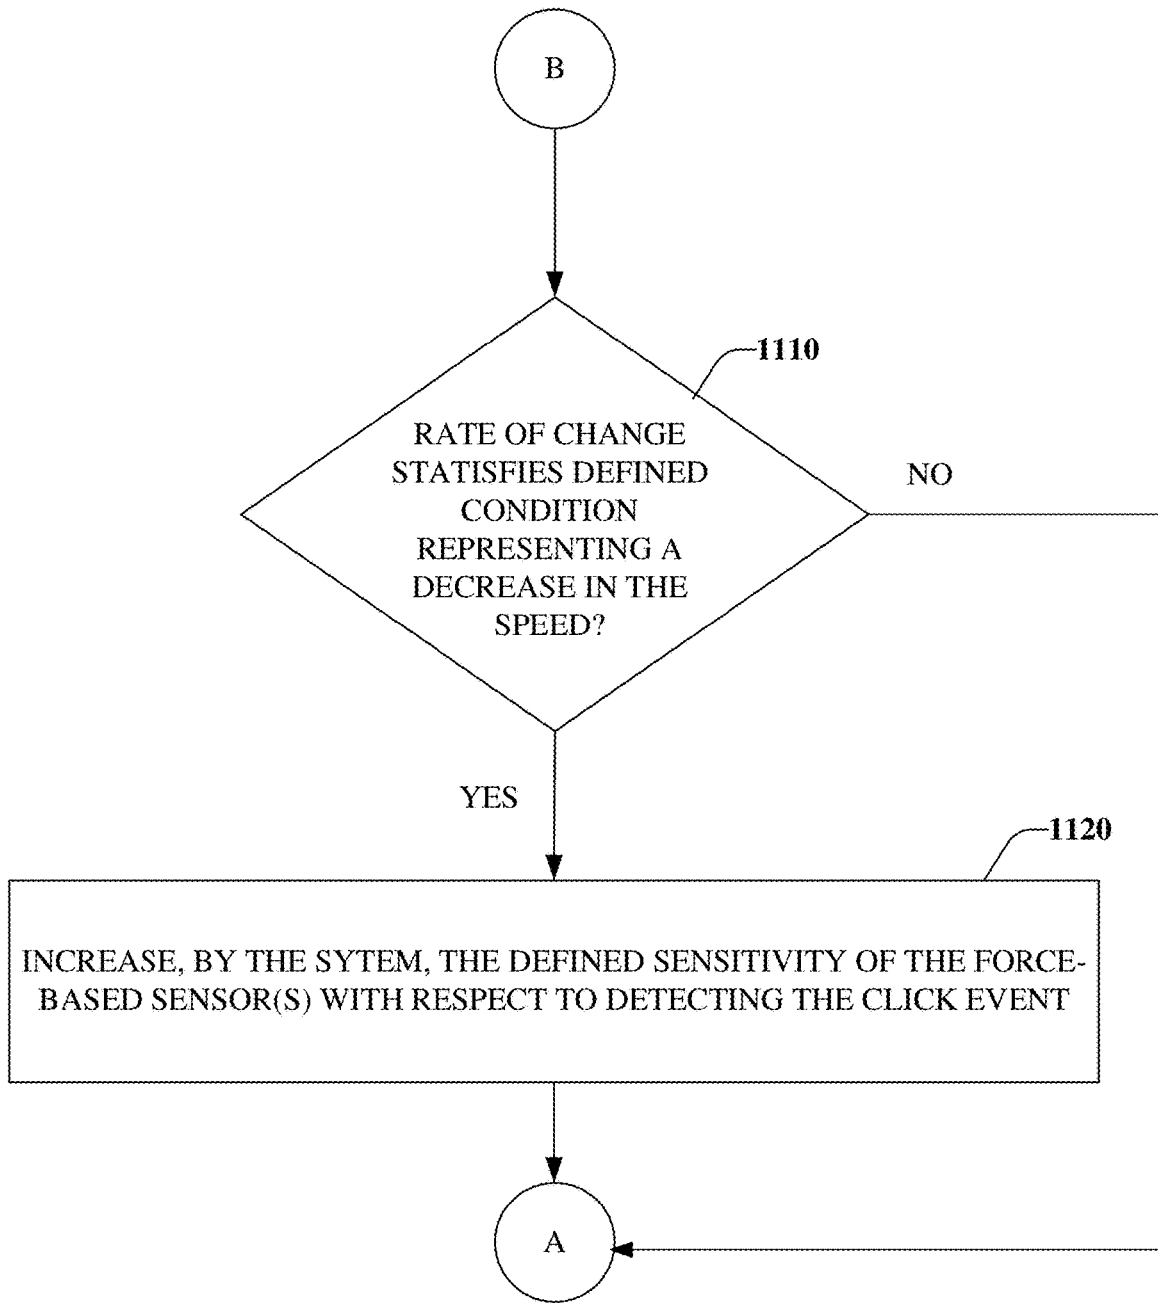 B
1110
RATE OF CHANGE
STATISFIES DEFINED
CONDITION
REPRESENTING A
DECREASE IN THE
SPEED?
NO
YES
1120
INCREASE, BY THE SYTEM, THE DEFINED SENSITIVITY OF THE FORCE-
BASED SENSOR(S) WITH RESPECT TO DETECTING THE CLICK EVENT
A